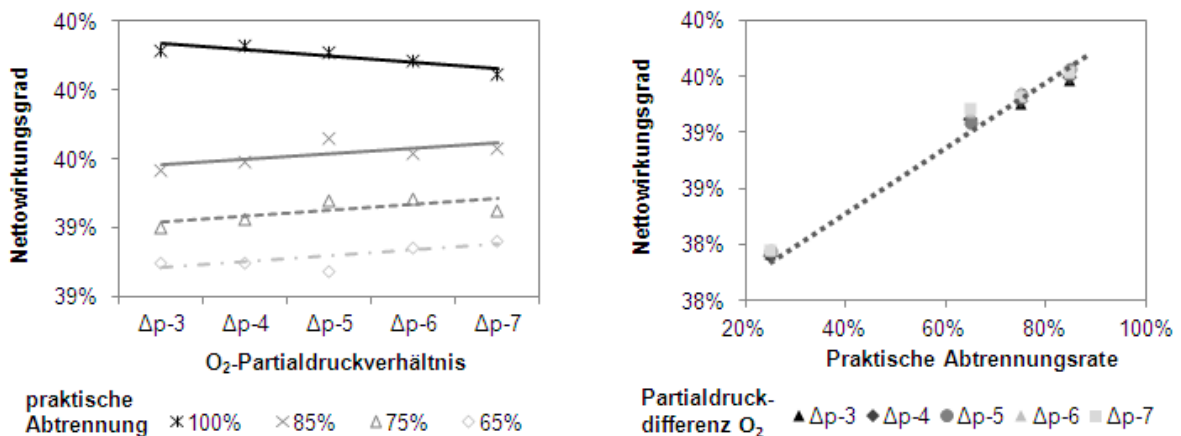 40%
40%
40%
39%
39%
Nettowirkungsgrad
Δp-3 Δp-4 Δp-5 Δp-6 Δp-7
O₂-Partialdruckverhältnis
praktische
Abtrennung 100% 85% 75% 65%
40%
40%
39%
39%
38%
38%
Nettowirkungsgrad
20% 40% 60% 80% 100%
Praktische Abtrennungsrate
Partialdruck-
differenz O₂ Δp-3 Δp-4 Δp-5 Δp-6 Δp-7